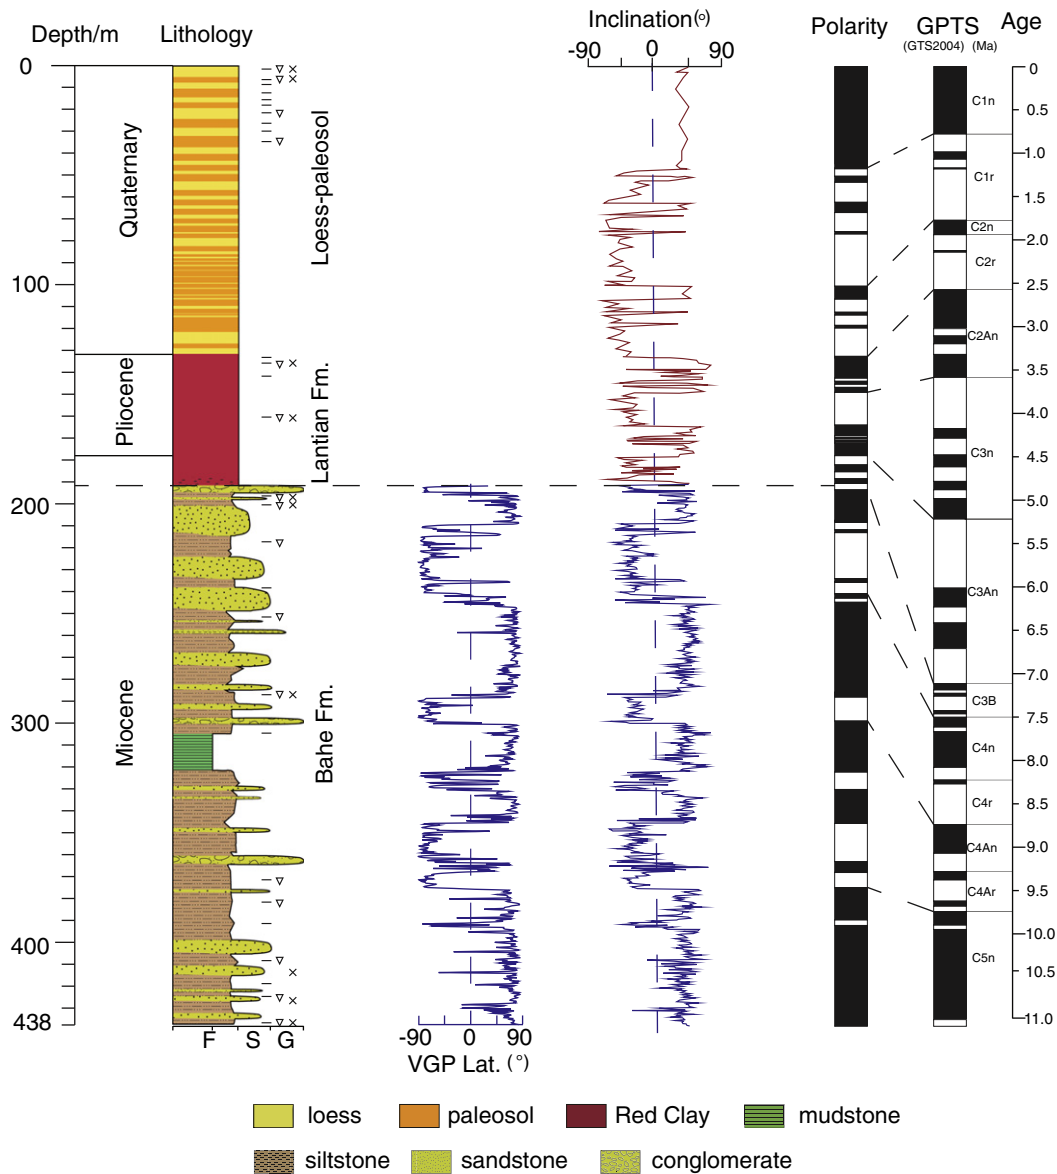 Inclination(o)
Depth/m Lithology -90 0 90 Polarity GPTS Age
(GTS2004) (Ma)
0
100
200
300
400
438
Quaternary
Pliocene
Miocene
Loess-paleosol
Lantian Fm.
Bahe Fm.
F S G
-90 0 90
VGP Lat. (°)
C1n
C1r
C2n
C2r
C2An
C3n
C3An
C3B
C4n
C4r
C4An
C4Ar
C5n
0
0.5
1.0
1.5
2.0
2.5
3.0
3.5
4.0
4.5
5.0
5.5
6.0
6.5
7.0
7.5
8.0
8.5
9.0
9.5
10.0
10.5
11.0
loess paleosol Red Clay mudstone
siltstone sandstone conglomerate